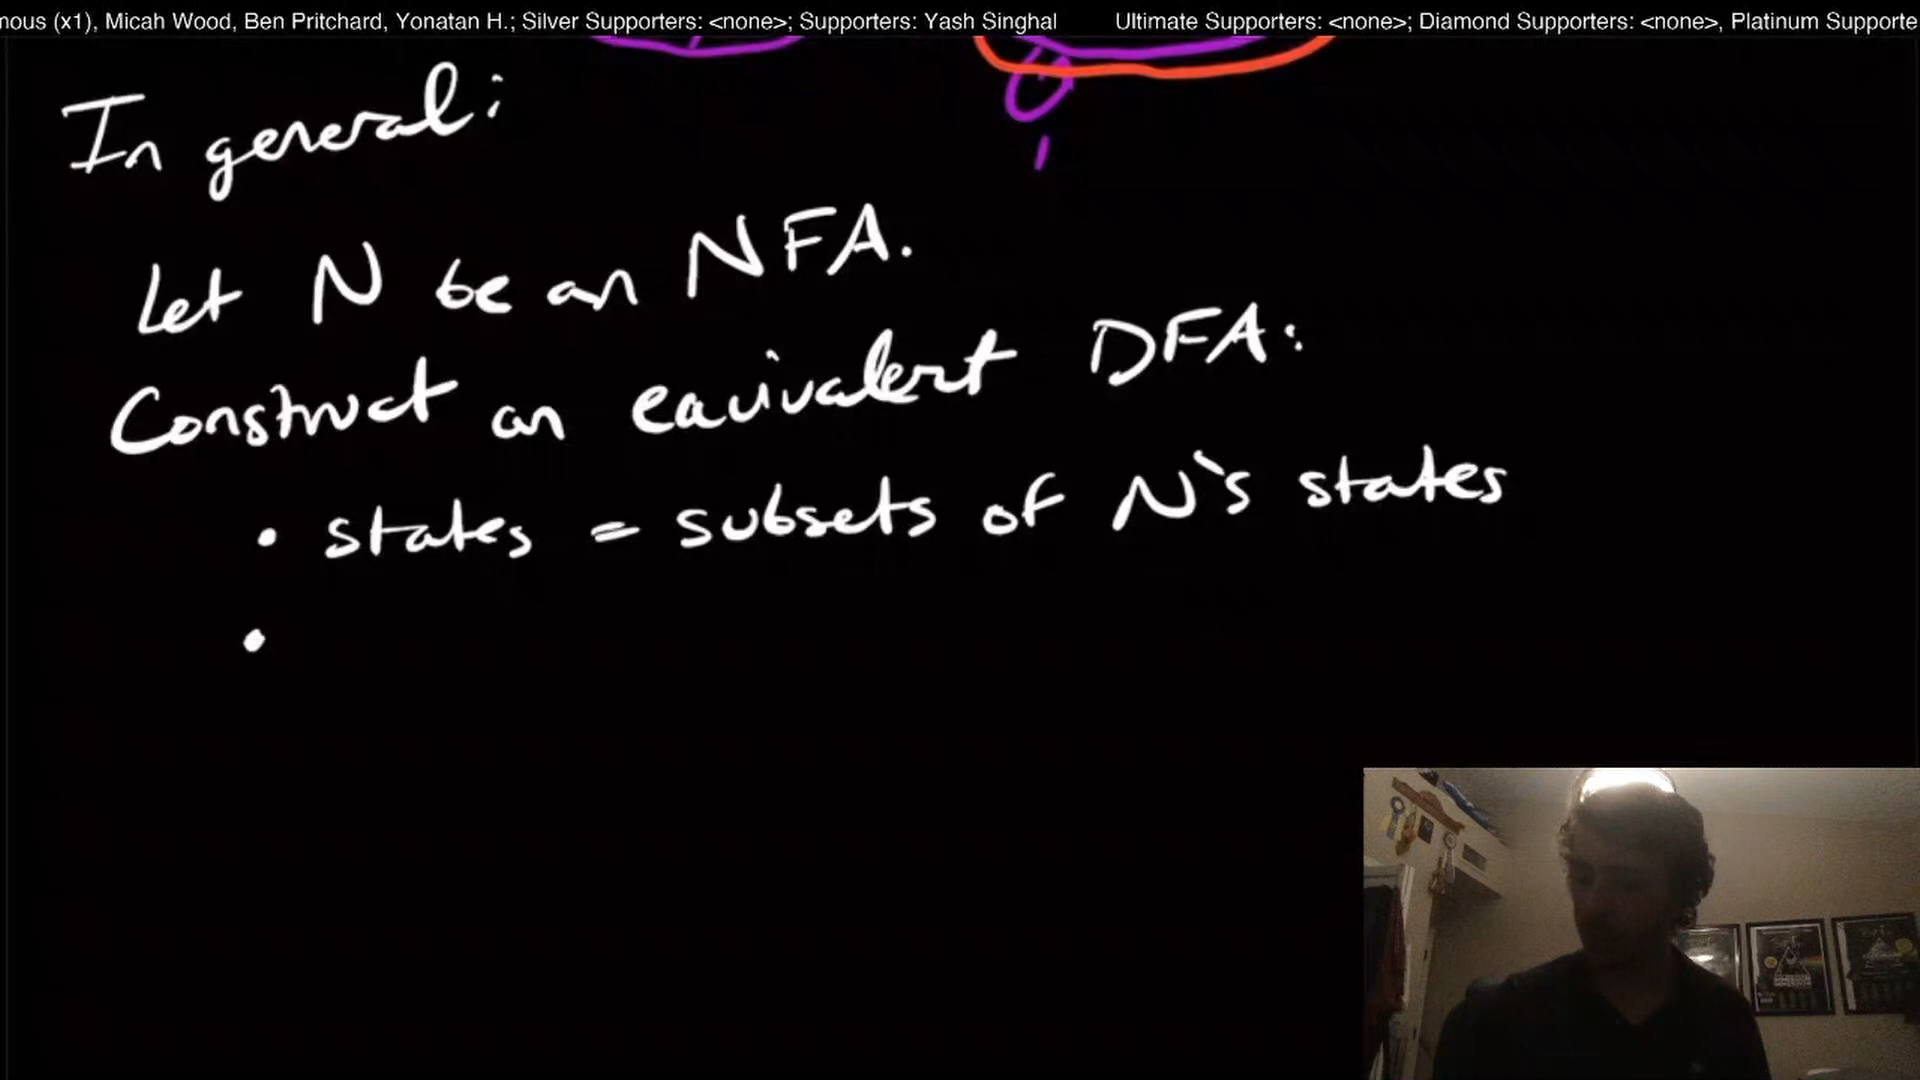 nous (x1), Micah Wood, Ben Pritchard, Yonatan H.; Silver Supporters: <none>; Supporters: Yash Singhal Ultimate Supporters: <none>; Diamond Supporters: <none>, Platinum Supporte
In general:
Let N be an NFA.
Construct an equivalent DFA:
• states = subsets of N's states
•